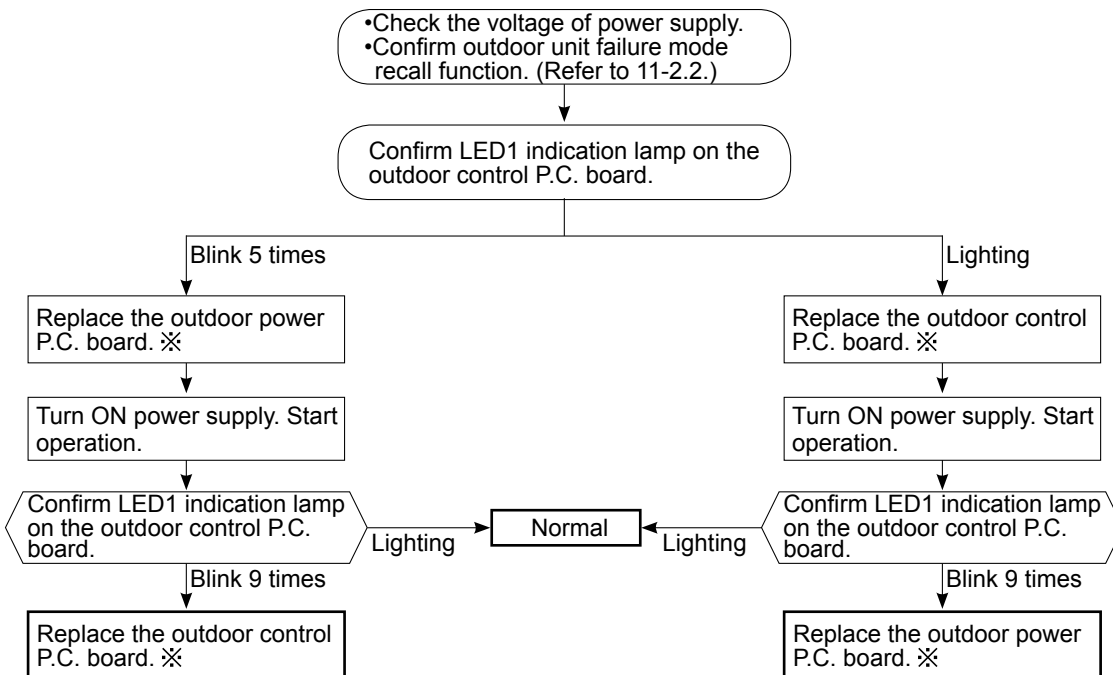 •Check the voltage of power supply.
•Confirm outdoor unit failure mode
recall function. (Refer to 11-2.2.)
Confirm LED1 indication lamp on the
outdoor control P.C. board.
Blink 5 times
Lighting
Replace the outdoor power
P.C. board. ※
Replace the outdoor control
P.C. board. ※
Turn ON power supply. Start
operation.
Turn ON power supply. Start
operation.
Confirm LED1 indication lamp
on the outdoor control P.C.
board.
Lighting
Normal
Lighting
Confirm LED1 indication lamp
on the outdoor control P.C.
board.
Blink 9 times
Blink 9 times
Replace the outdoor control
P.C. board. ※
Replace the outdoor power
P.C. board. ※